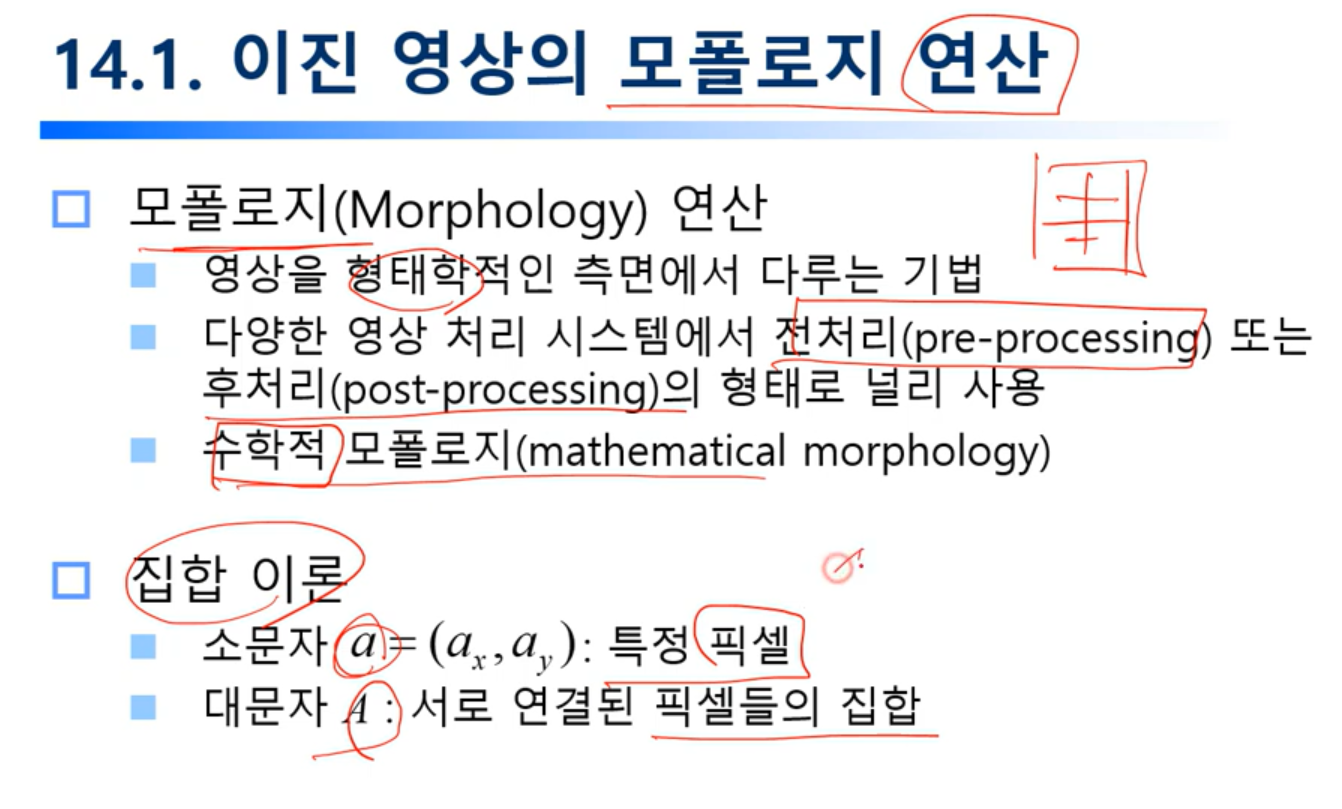 14.1. 이진 영상의 모폴로지 연산
모폴로지(Morphology) 연산
영상을 형태학적인 측면에서 다루는 기법
다양한 영상 처리 시스템에서 전처리(pre-processing) 또는
후처리(post-processing)의 형태로 널리 사용
수학적 모폴로지(mathematical morphology)
집합 이론
소문자 a = (aₓ, a_y): 특정 픽셀
대문자 A : 서로 연결된 픽셀들의 집합